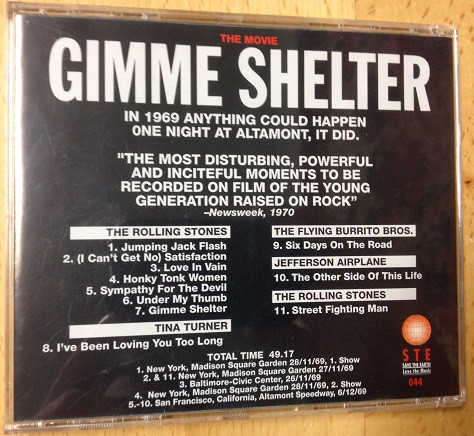 THE MOVIE
GIMME SHELTER
IN 1969 ANYTHING COULD HAPPEN
ONE NIGHT AT ALTAMONT, IT DID.
"THE MOST DISTURBING, POWERFUL
AND INCITEFUL MOMENTS TO BE
RECORDED ON FILM OF THE YOUNG
GENERATION RAISED ON ROCK"
–Newsweek, 1970
THE ROLLING STONES
1. Jumping Jack Flash
2. (I Can't Get No) Satisfaction
3. Love In Vain
4. Honky Tonk Women
5. Sympathy For The Devil
6. Under My Thumb
7. Gimme Shelter
TINA TURNER
8. I've Been Loving You Too Long
THE FLYING BURRITO BROS.
9. Six Days On The Road
JEFFERSON AIRPLANE
10. The Other Side Of This Life
THE ROLLING STONES
11. Street Fighting Man
TOTAL TIME 49.17
1. New York, Madison Square Garden 28/11/69, 1. Show
2. & 11. New York, Madison Square Garden 27/11/69
3. Baltimore-Civic Center, 26/11/69
4. New York, Madison Square Garden 28/11/69, 2. Show
5.-10. San Francisco, California, Altamont Speedway, 6/12/69
STE
SAVE THE EARTH
Love the Music
044